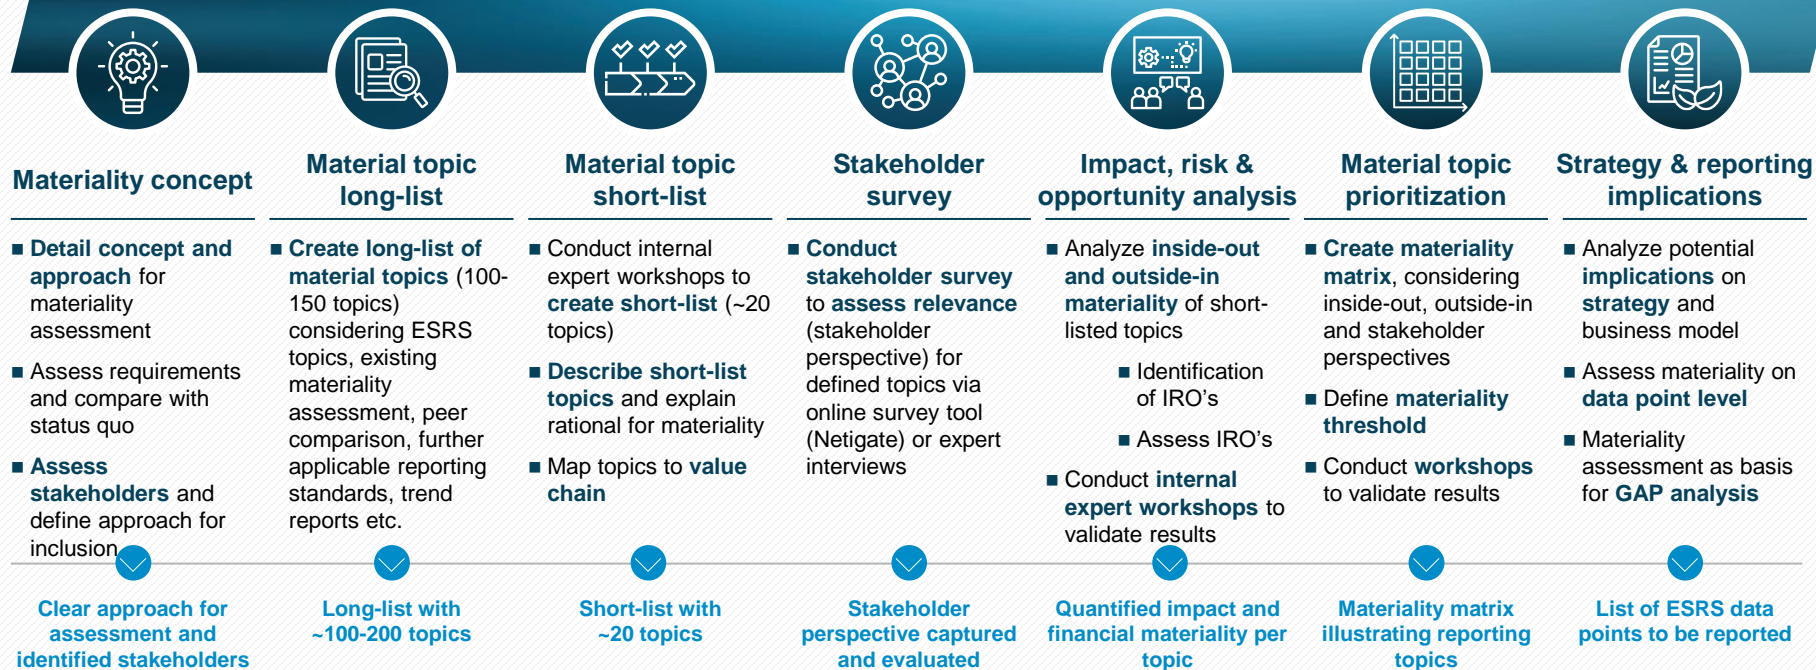 Materiality concept
■ Detail concept and
approach for
materiality
assessment
■ Assess requirements
and compare with
status quo
■ Assess
stakeholders and
define approach for
inclusion
Clear approach for
assessment and
identified stakeholders
Material topic
long-list
■ Create long-list of
material topics (100-
150 topics)
considering ESRS
topics, existing
materiality
assessment, peer
comparison, further
applicable reporting
standards, trend
reports etc.
Long-list with
~100-200 topics
Material topic
short-list
■ Conduct internal
expert workshops to
create short-list (~20
topics)
■ Describe short-list
topics and explain
rational for materiality
■ Map topics to value
chain
Short-list with
~20 topics
Stakeholder
survey
■ Conduct
stakeholder survey
to assess relevance
(stakeholder
perspective) for
defined topics via
online survey tool
(Netigate) or expert
interviews
Stakeholder
perspective captured
and evaluated
Impact, risk &
opportunity analysis
■ Analyze inside-out
and outside-in
materiality of short-
listed topics
■ Identification
of IRO's
■ Assess IRO's
■ Conduct internal
expert workshops to
validate results
Quantified impact and
financial materiality per
topic
Material topic
prioritization
■ Create materiality
matrix, considering
inside-out, outside-in
and stakeholder
perspectives
■ Define materiality
threshold
■ Conduct workshops
to validate results
Materiality matrix
illustrating reporting
topics
Strategy & reporting
implications
■ Analyze potential
implications on
strategy and
business model
■ Assess materiality on
data point level
■ Materiality
assessment as basis
for GAP analysis
List of ESRS data
points to be reported